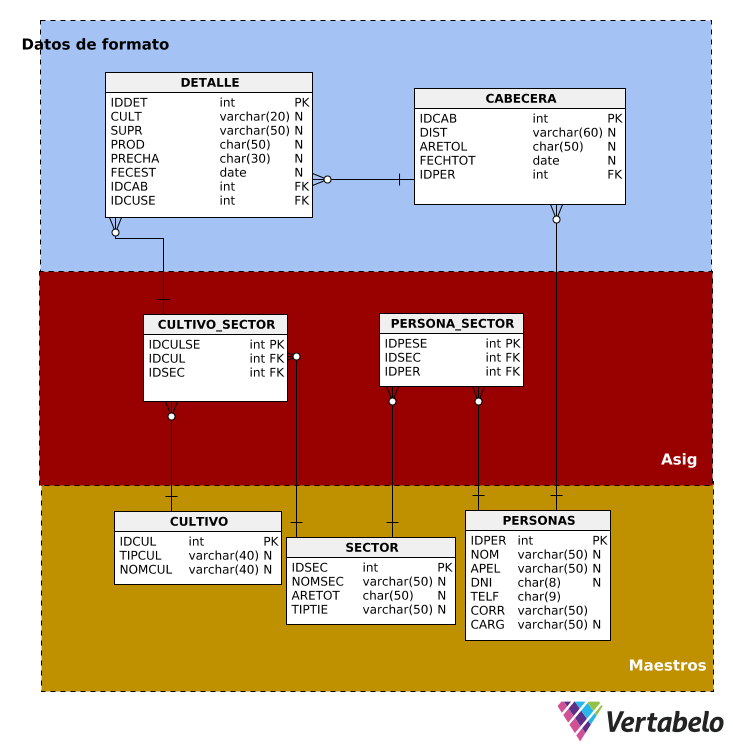 Datos de formato
DETALLE
IDDET int PK
CULT varchar(20) N
SUPR varchar(50) N
PROD char(50) N
PRECHA char(30) N
FECEST date N
IDCAB int FK
IDCUSE int FK
CABECERA
IDCAB int PK
DIST varchar(60) N
ARETOL char(50) N
FECHTOT date N
IDPER int FK
CULTIVO_SECTOR
IDCULSE int PK
IDCUL int FK
IDSEC int FK
PERSONA_SECTOR
IDPESE int PK
IDSEC int FK
IDPER int FK
Asig
CULTIVO
IDCUL int PK
TIPCUL varchar(40) N
NOMCUL varchar(40) N
SECTOR
IDSEC int PK
NOMSEC varchar(50) N
ARETOT char(50) N
TIPTIE varchar(50) N
PERSONAS
IDPER int PK
NOM varchar(50) N
APEL varchar(50) N
DNI char(8) N
TELF char(9)
CORR varchar(50)
CARG varchar(50) N
Maestros
Vertabelo